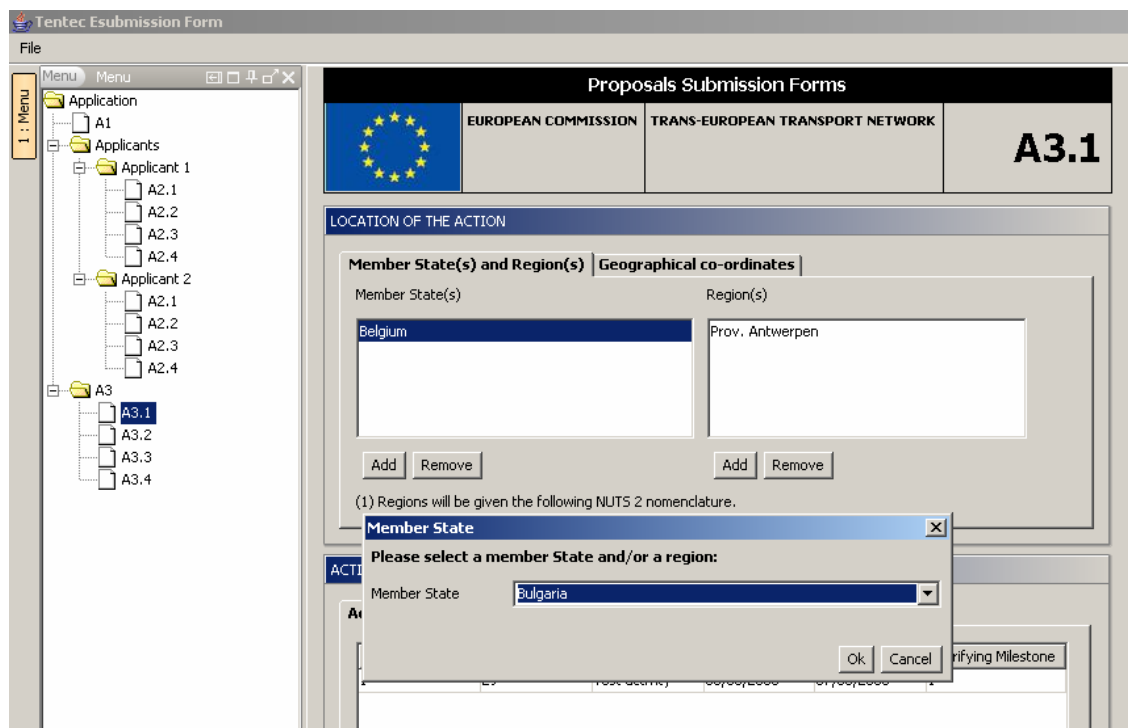 Tentec Esubmission Form
File
1 : Menu
Menu Menu
Application
A1
Applicants
Applicant 1
A2.1
A2.2
A2.3
A2.4
Applicant 2
A2.1
A2.2
A2.3
A2.4
A3
A3.1
A3.2
A3.3
A3.4
Proposals Submission Forms
EUROPEAN COMMISSION TRANS-EUROPEAN TRANSPORT NETWORK
A3.1
LOCATION OF THE ACTION
Member State(s) and Region(s) Geographical co-ordinates
Member State(s) Region(s)
Belgium Prov. Antwerpen
Add Remove Add Remove
(1) Regions will be given the following NUTS 2 nomenclature.
Member State
Please select a member State and/or a region:
Member State Bulgaria
Ok Cancel